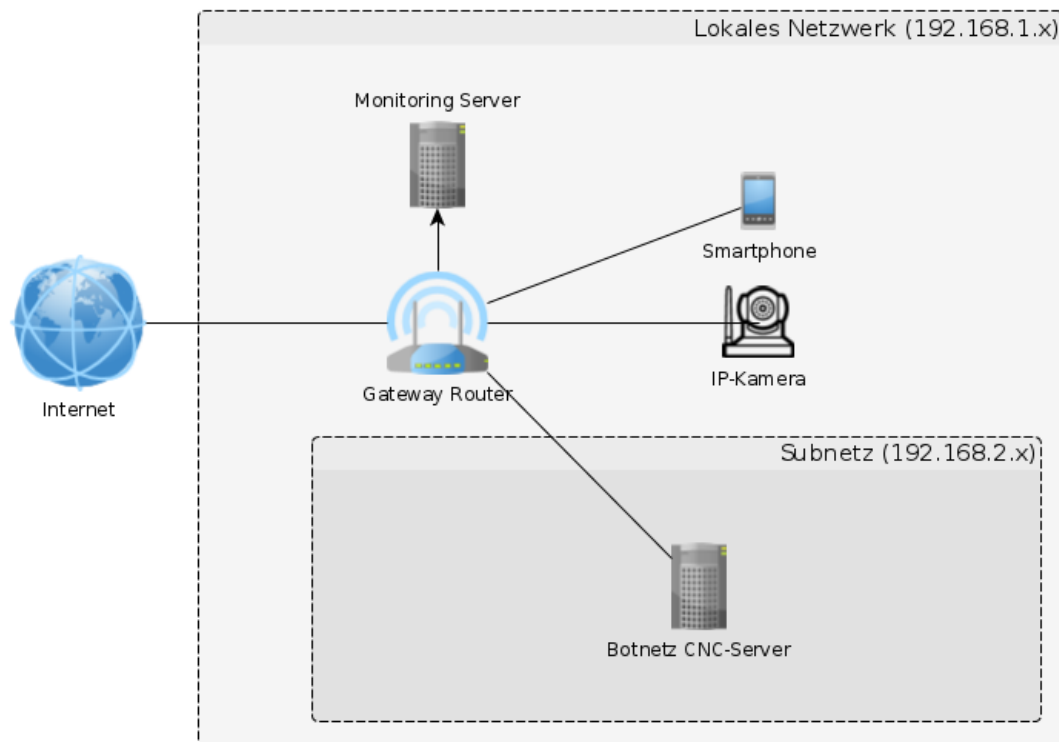 Lokales Netzwerk (192.168.1.x)
Monitoring Server
Smartphone
IP-Kamera
Gateway Router
Internet
Subnetz (192.168.2.x)
Botnetz CNC-Server